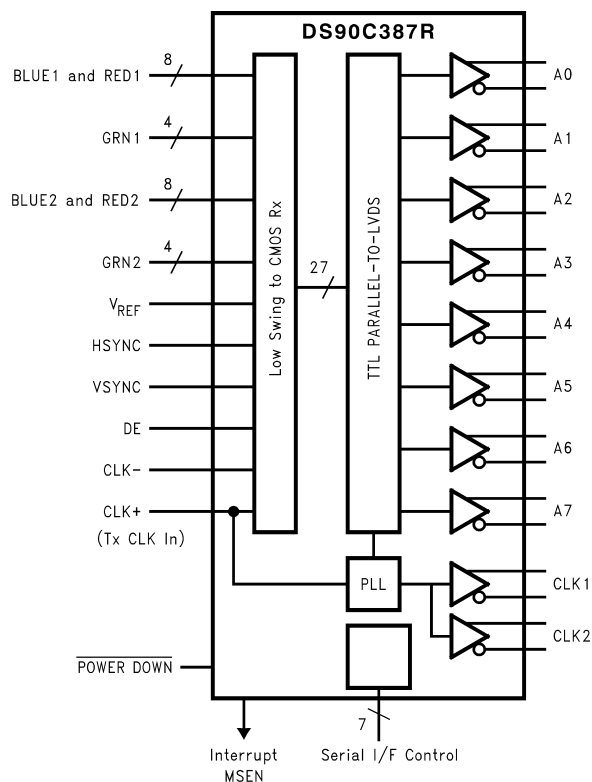 DS90C387R
8
BLUE1 and RED1
4
GRN1
8
BLUE2 and RED2
4
GRN2
VREF
HSYNC
VSYNC
DE
CLK-
CLK+
(Tx CLK In)
POWER DOWN
Low Swing to CMOS Rx
27
TTL PARALLEL-TO-LVDS
PLL
A0
A1
A2
A3
A4
A5
A6
A7
CLK1
CLK2
7
Interrupt
MSEN
Serial I/F Control